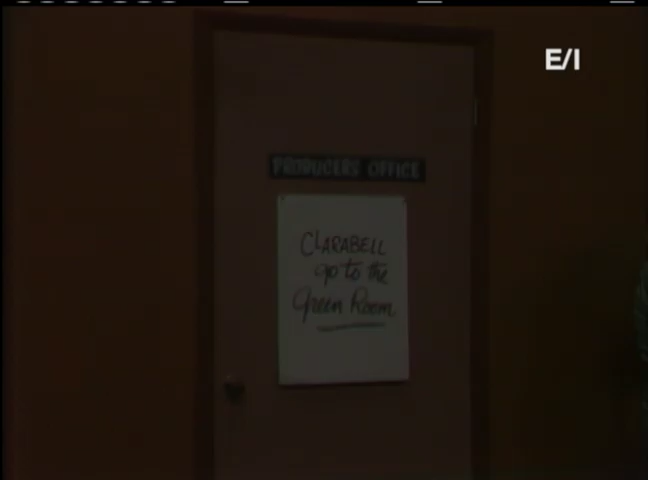 E/I
PRODUCERS OFFICE
CLARABELL
go to the
Green Room